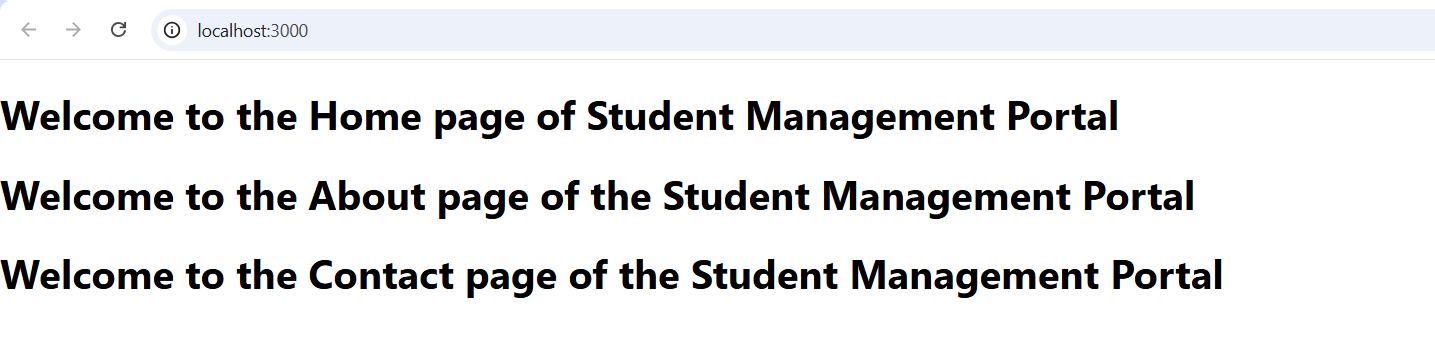 localhost:3000
Welcome to the Home page of Student Management Portal
Welcome to the About page of the Student Management Portal
Welcome to the Contact page of the Student Management Portal